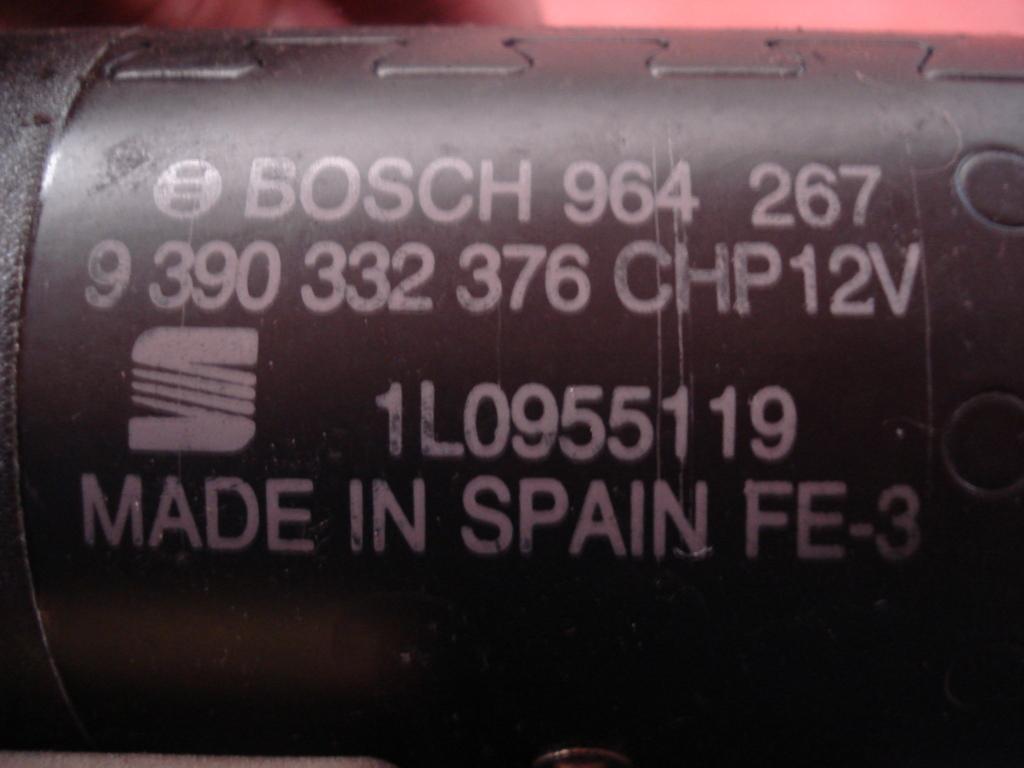 BOSCH 964 267
9 390 332 376 CHP12V
1L0955119
MADE IN SPAIN FE-3